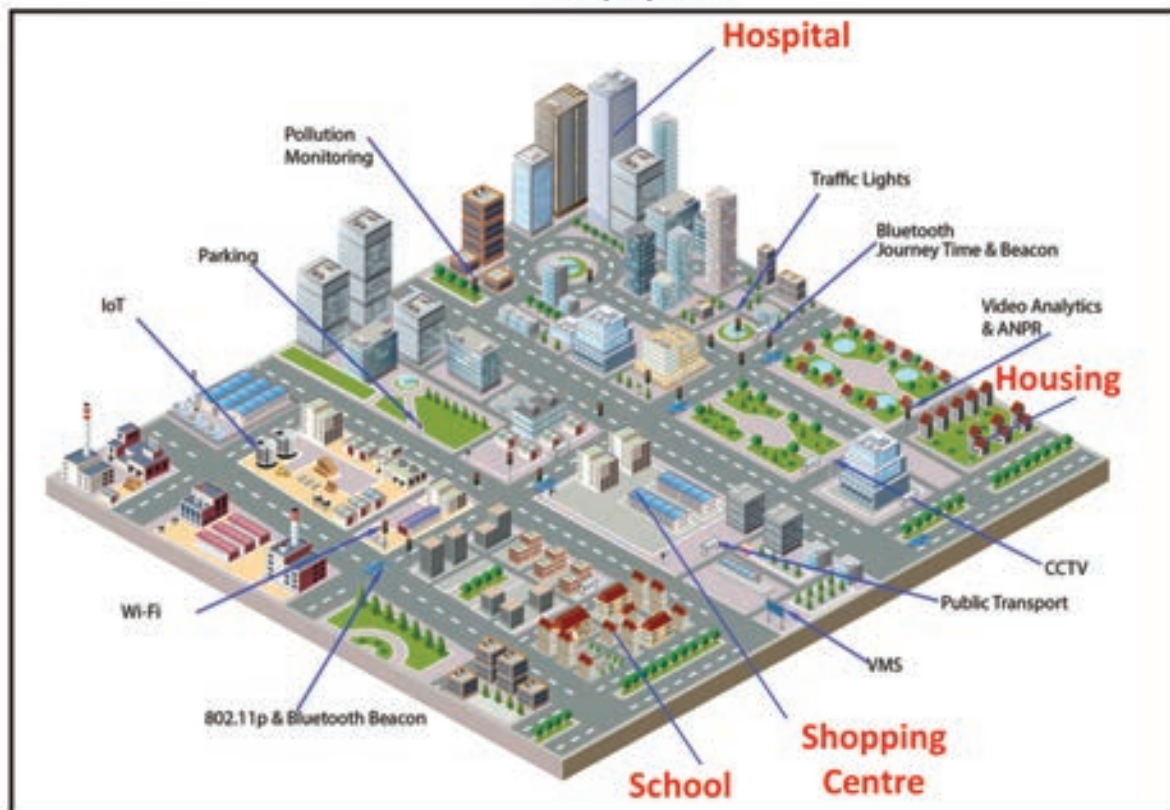 Hospital
Pollution
Monitoring
Traffic Lights
Bluetooth
Journey Time & Beacon
Parking
IoT
Video Analytics
& ANPR
Housing
CCTV
Public Transport
Wi-Fi
VMS
802.11p & Bluetooth Beacon
Shopping
Centre
School